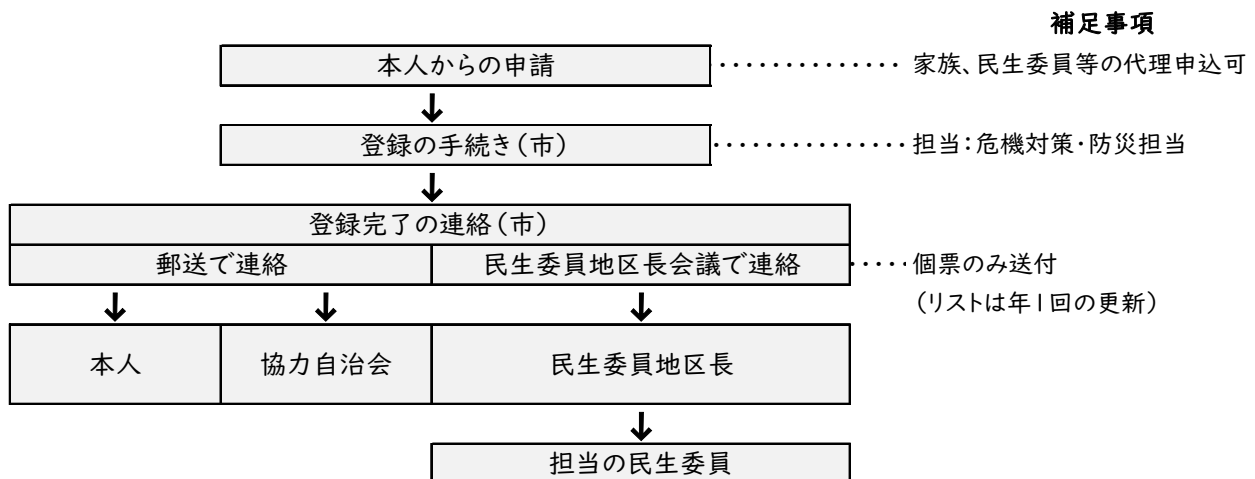 補足事項
本人からの申請 ・・・・・・・・・・・・・・ 家族、民生委員等の代理申込可
登録の手続き(市) ・・・・・・・・・・・・・・・ 担当:危機対策・防災担当
登録完了の連絡(市)
郵送で連絡 民生委員地区長会議で連絡 ・・・・・ 個票のみ送付
(リストは年1回の更新)
本人 協力自治会 民生委員地区長
担当の民生委員